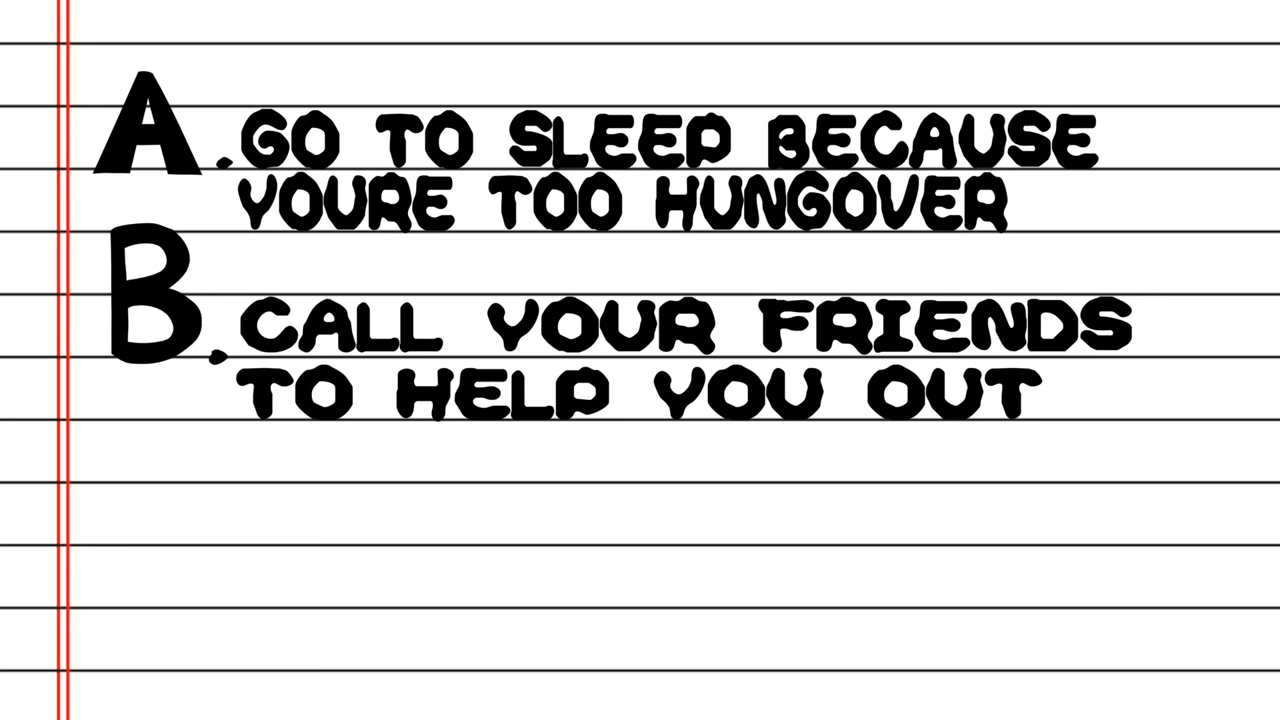 A. GO TO SLEEP BECAUSE
YOURE TOO HUNGOVER
B. CALL YOUR FRIENDS
TO HELP YOU OUT